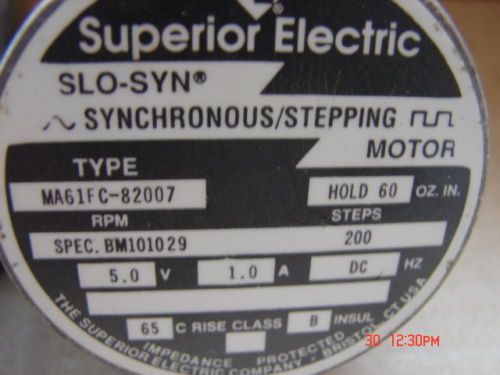 Superior Electric
SLO-SYN®
SYNCHRONOUS/STEPPING
MOTOR
TYPE
MA61FC-82007
HOLD 60 OZ. IN.
RPM
STEPS
SPEC. BM101029
200
5.0 V 1.0 A DC HZ
65 C RISE CLASS B INSUL
IMPEDANCE PROTECTED
THE SUPERIOR ELECTRIC COMPANY, BRISTOL, CT USA
30 12:30PM